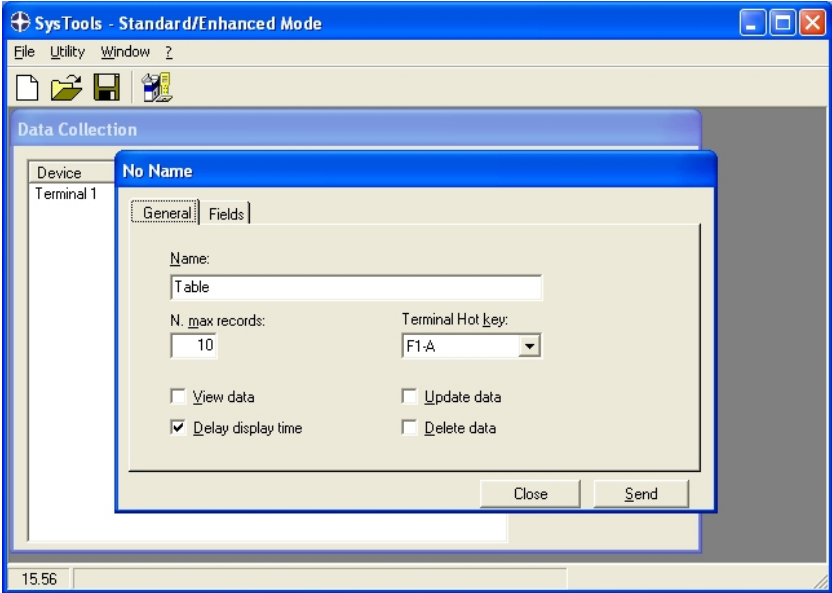 SysTools - Standard/Enhanced Mode
File Utility Window ?
Data Collection
Device
Terminal 1
No Name
General Fields
Name:
Table
N. max records: Terminal Hot key:
10 F1-A
View data Update data
Delay display time Delete data
Close Send
15.56